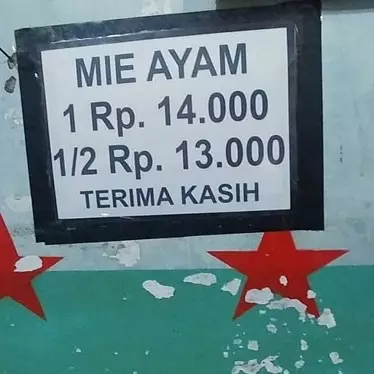 MIE AYAM
1 Rp. 14.000
1/2 Rp. 13.000
TERIMA KASIH